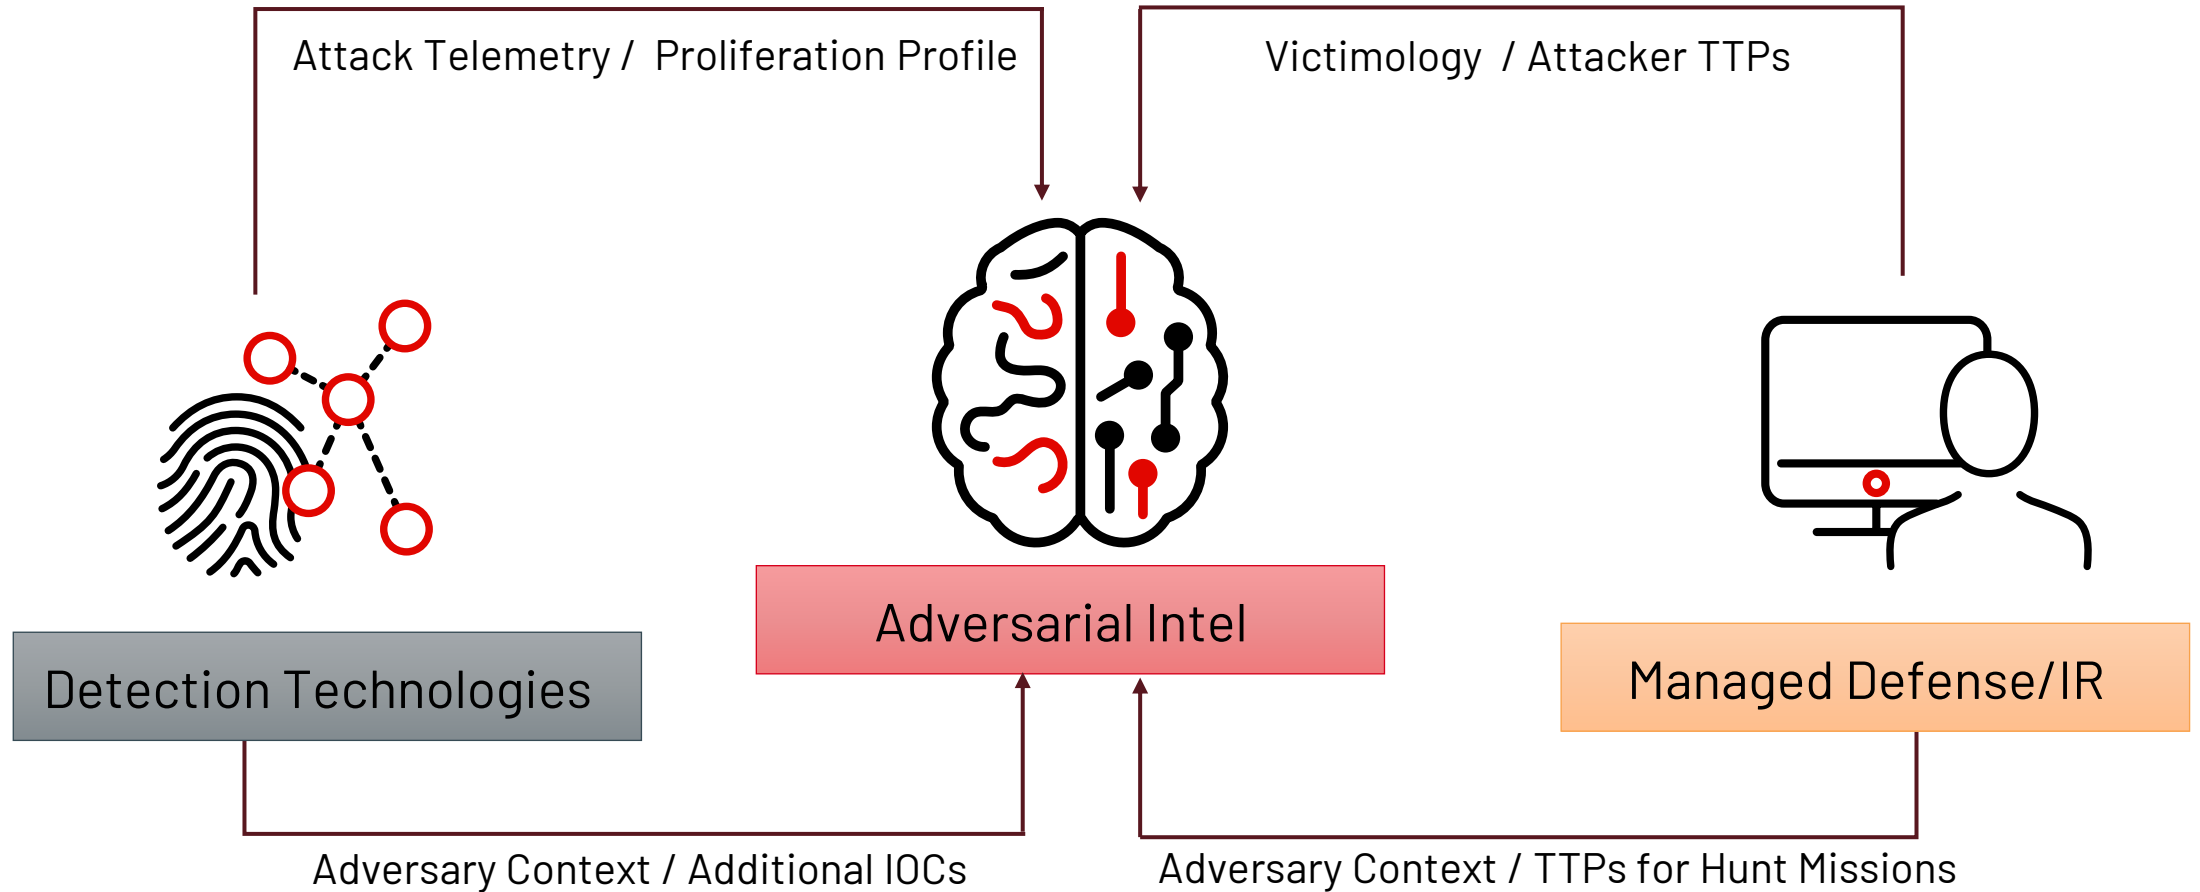 Attack Telemetry /  Proliferation Profile
Victimology  / Attacker TTPs
Adversarial Intel
Detection Technologies
Managed Defense/IR
Adversary Context / Additional IOCs
Adversary Context / TTPs for Hunt Missions